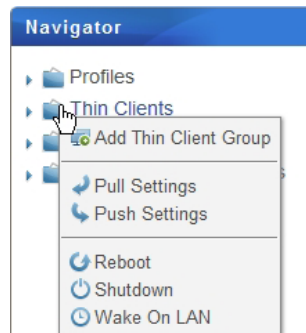 Navigator
Profiles
Thin Clients
Add Thin Client Group
Pull Settings
Push Settings
Reboot
Shutdown
Wake On LAN